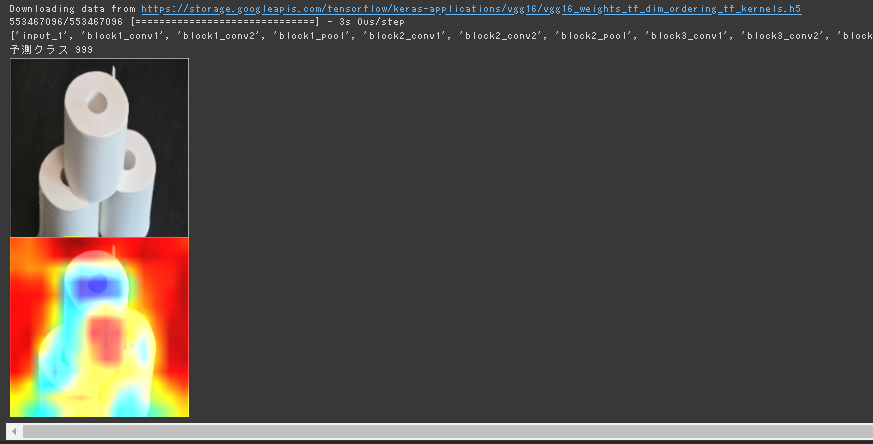 Downloading data from https://storage.googleapis.com/tensorflow/keras-applications/vgg16/vgg16_weights_tf_dim_ordering_tf_kernels.h5
553467096/553467096 [==============================] - 3s 0us/step
['input_1', 'block1_conv1', 'block1_conv2', 'block1_pool', 'block2_conv1', 'block2_conv2', 'block2_pool', 'block3_conv1', 'block3_conv2', 'block
予測クラス 999